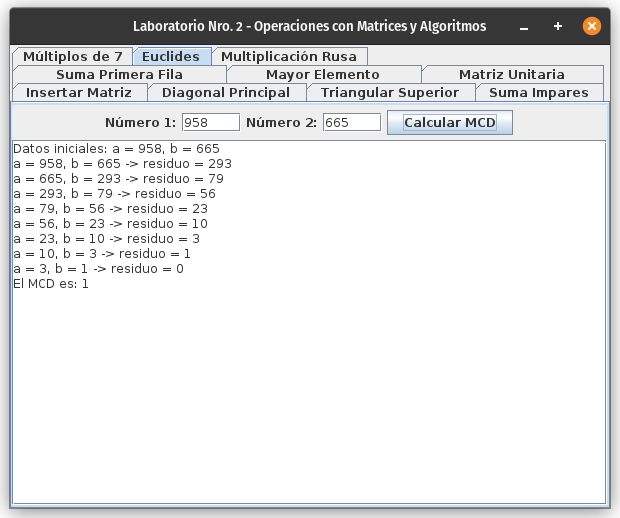 Laboratorio Nro. 2 - Operaciones con Matrices y Algoritmos
Múltiplos de 7 Euclides Multiplicación Rusa
Suma Primera Fila Mayor Elemento Matriz Unitaria
Insertar Matriz Diagonal Principal Triangular Superior Suma Impares
Número 1: 958 Número 2: 665 Calcular MCD
Datos iniciales: a = 958, b = 665
a = 958, b = 665 -> residuo = 293
a = 665, b = 293 -> residuo = 79
a = 293, b = 79 -> residuo = 56
a = 79, b = 56 -> residuo = 23
a = 56, b = 23 -> residuo = 10
a = 23, b = 10 -> residuo = 3
a = 10, b = 3 -> residuo = 1
a = 3, b = 1 -> residuo = 0
El MCD es: 1